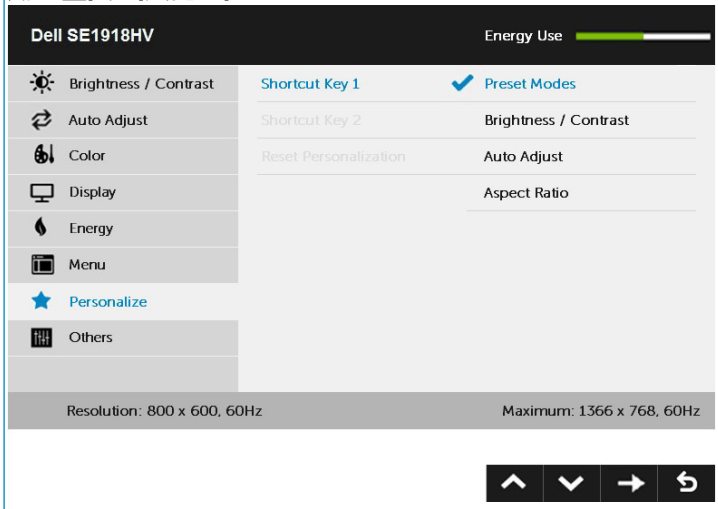 Dell SE1918HV
Energy Use
Brightness / Contrast
Shortcut Key 1
Preset Modes
Auto Adjust
Shortcut Key 2
Brightness / Contrast
Color
Reset Personalization
Auto Adjust
Display
Aspect Ratio
Energy
Menu
Personalize
Others
Resolution: 800 x 600, 60Hz
Maximum: 1366 x 768, 60Hz